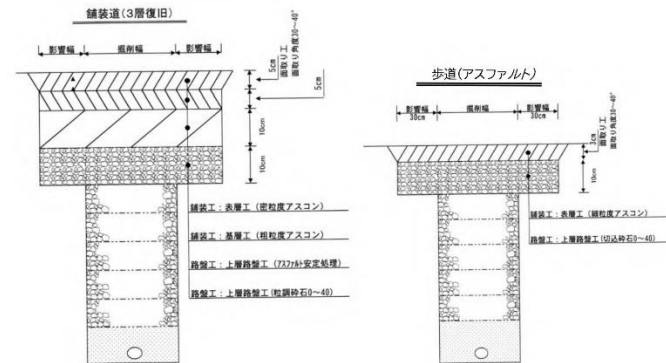 舗装道(3層復旧)
影響幅
掘削幅
影響幅
5cm
面取り工
面取り角度30～40°
5cm
10cm
10cm
舗装工：表層工（密粒度アスコン）
舗装工：基層工（粗粒度アスコン）
路盤工：上層路盤工（アスファルト安定処理）
路盤工：上層路盤工（粒調砕石0～40）
歩道(アスファルト)
影響幅
30cm
掘削幅
影響幅
30cm
3cm
面取り工
面取り角度30～40°
10cm
舗装工：表層工（細粒度アスコン）
路盤工：上層路盤工（切込砕石0～40）